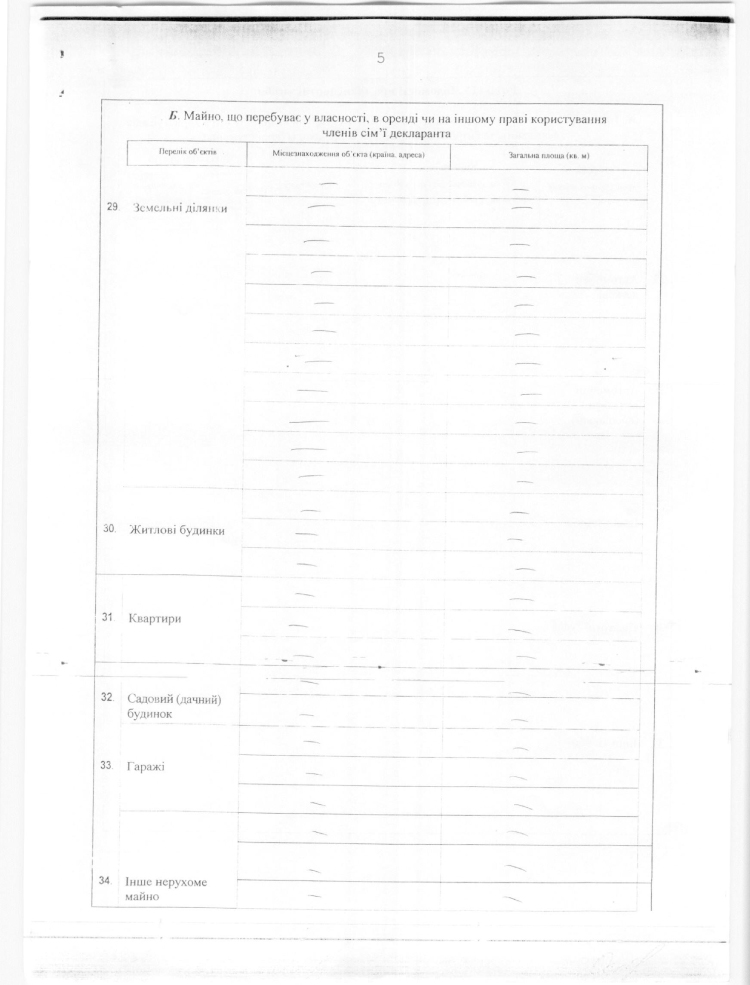 5
Б. Майно, що перебуває у власності, в оренді чи на іншому праві користування
членів сім’ї декларанта
Перелік об’єктів
Місцезнаходження об’єкта (країна, адреса)
Загальна площа (кв. м)
29. Земельні ділянки
30. Житлові будинки
31. Квартири
32. Садовий (дачний)
будинок
33. Гаражі
34. Інше нерухоме
майно